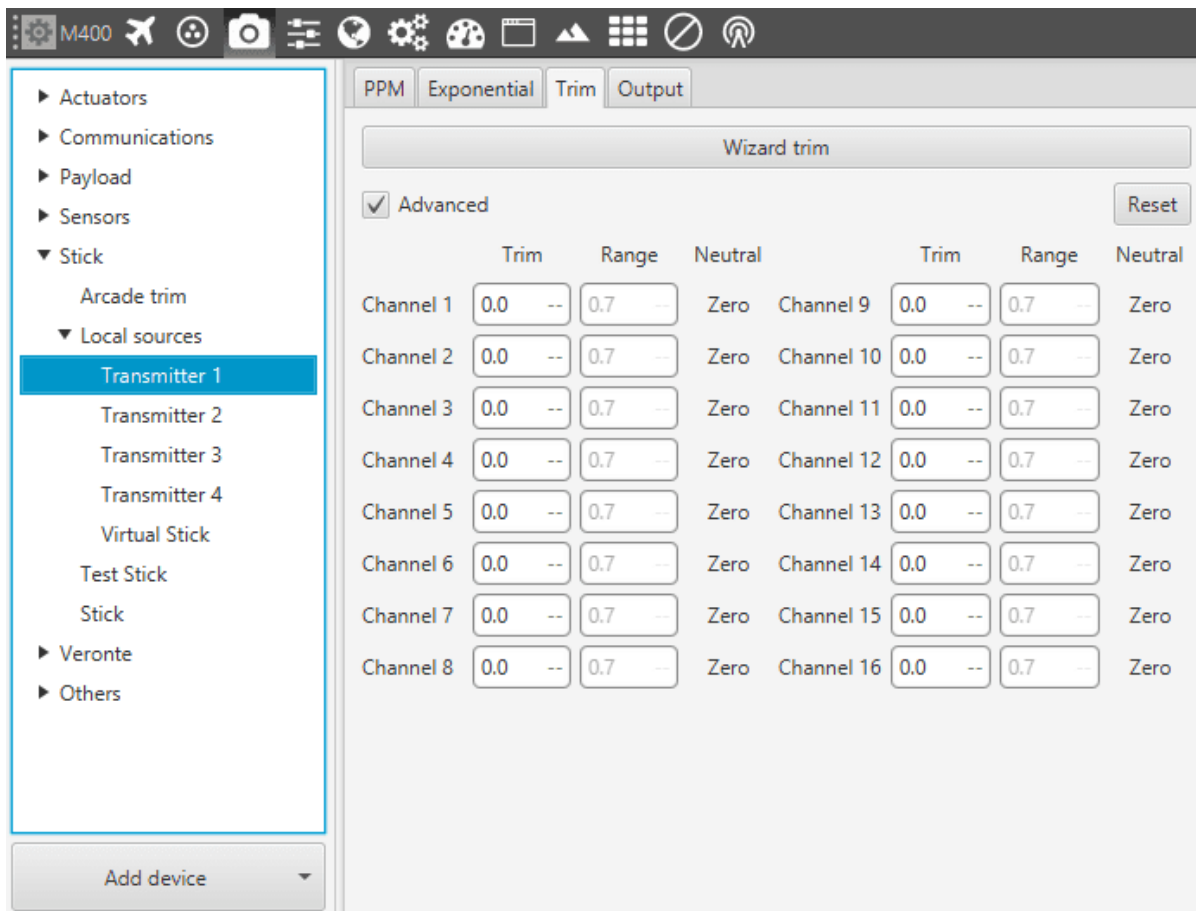 M400
Actuators
Communications
Payload
Sensors
Stick
Arcade trim
Local sources
Transmitter 1
Transmitter 2
Transmitter 3
Transmitter 4
Virtual Stick
Test Stick
Stick
Veronte
Others
Add device
PPM Exponential Trim Output
Wizard trim
Advanced Reset
Trim Range Neutral Trim Range Neutral
Channel 1 0.0 -- 0.7 -- Zero Channel 9 0.0 -- 0.7 -- Zero
Channel 2 0.0 -- 0.7 -- Zero Channel 10 0.0 -- 0.7 -- Zero
Channel 3 0.0 -- 0.7 -- Zero Channel 11 0.0 -- 0.7 -- Zero
Channel 4 0.0 -- 0.7 -- Zero Channel 12 0.0 -- 0.7 -- Zero
Channel 5 0.0 -- 0.7 -- Zero Channel 13 0.0 -- 0.7 -- Zero
Channel 6 0.0 -- 0.7 -- Zero Channel 14 0.0 -- 0.7 -- Zero
Channel 7 0.0 -- 0.7 -- Zero Channel 15 0.0 -- 0.7 -- Zero
Channel 8 0.0 -- 0.7 -- Zero Channel 16 0.0 -- 0.7 -- Zero